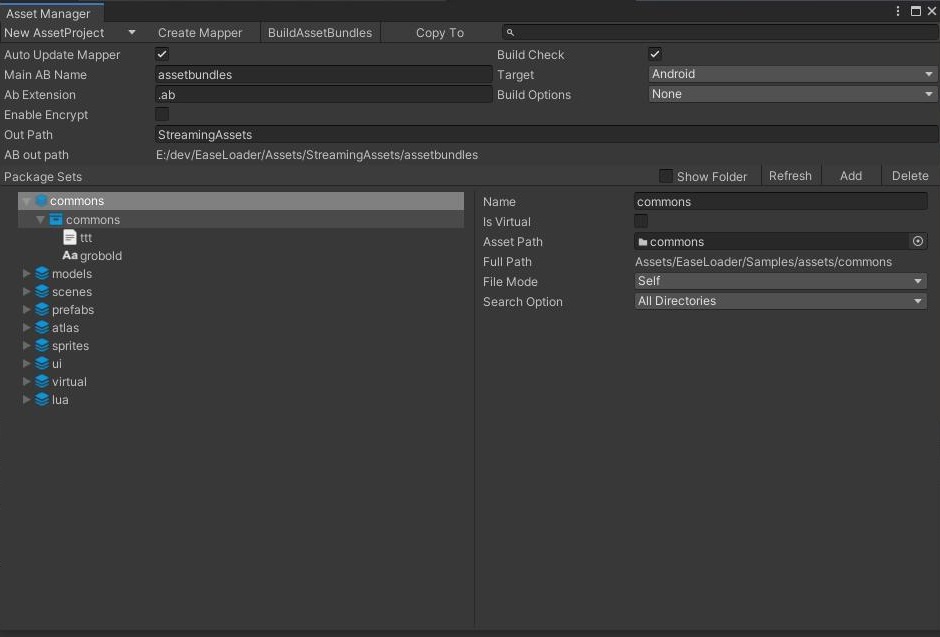 Asset Manager
New AssetProject Create Mapper BuildAssetBundles Copy To
Auto Update Mapper Build Check
Main AB Name assetbundles Target Android
Ab Extension .ab Build Options None
Enable Encrypt
Out Path StreamingAssets
AB out path E:/dev/EaseLoader/Assets/StreamingAssets/assetbundles
Package Sets Show Folder Refresh Add Delete
commons
commons
ttt
Aa grobold
models
scenes
prefabs
atlas
sprites
ui
virtual
lua
Name commons
Is Virtual
Asset Path commons
Full Path Assets/EaseLoader/Samples/assets/commons
File Mode Self
Search Option All Directories